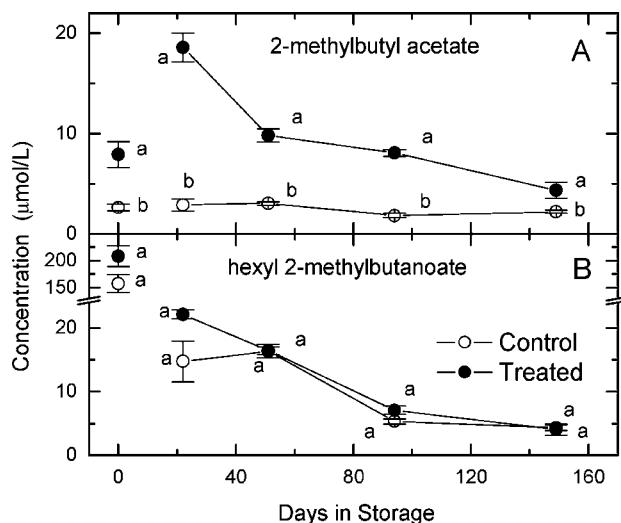 20
2-methylbutyl acetate
A
a
a
a
10
a
a
b
b
b
b
b
0
200
a
hexyl 2-methylbutanoate
B
150
a
a
20
Control
a
a
Treated
a
10
a
a
a
a
0
0
40
80
120
160
Days in Storage
Concentration (μmol/L)